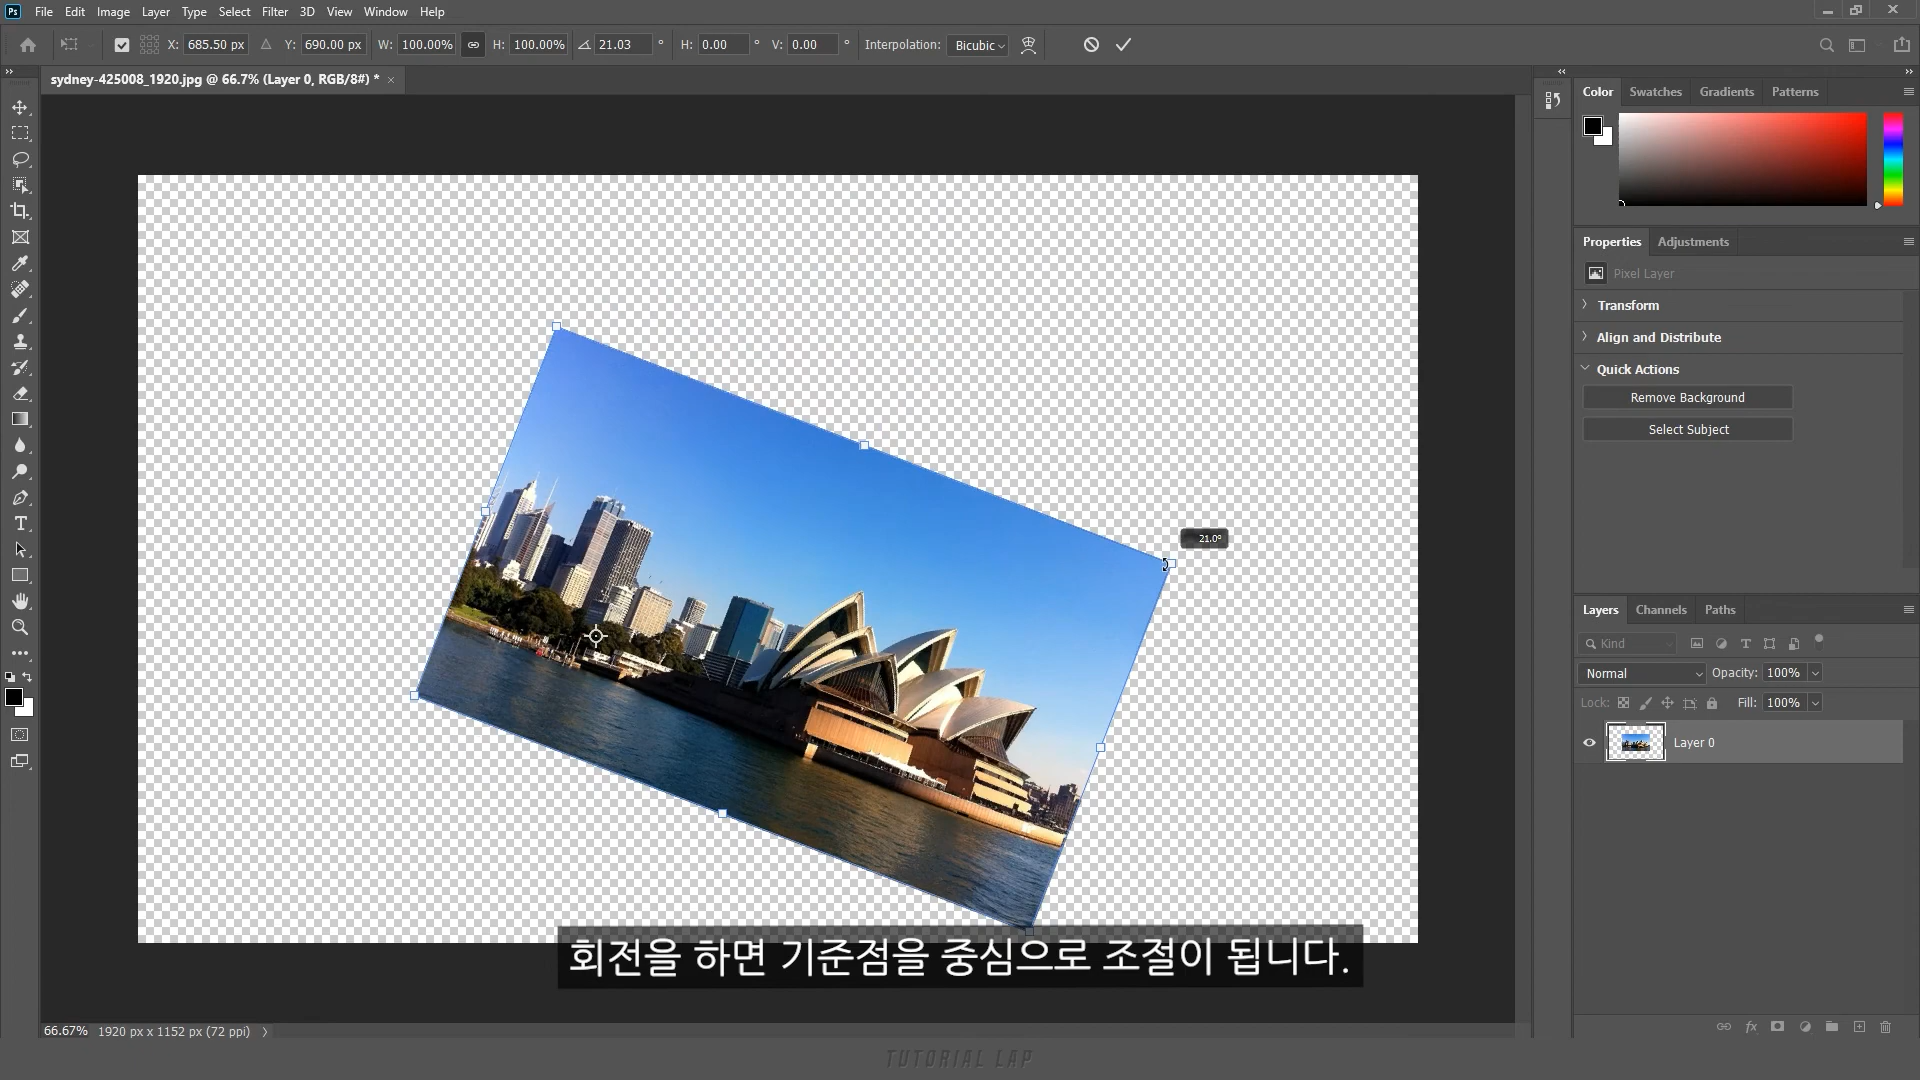 Ps File Edit Image Layer Type Select Filter 3D View Window Help
X: 685.50 px Y: 690.00 px W: 100.00% H: 100.00% 21.03 ° H: 0.00 ° V: 0.00 ° Interpolation: Bicubic
sydney-425008_1920.jpg @ 66.7% (Layer 0, RGB/8#) * ×
Color Swatches Gradients Patterns
Properties Adjustments
Pixel Layer
Transform
Align and Distribute
Quick Actions
Remove Background
Select Subject
21.0°
Layers Channels Paths
Kind
Normal Opacity: 100%
Lock: Fill: 100%
Layer 0
회전을 하면 기준점을 중심으로 조절이 됩니다.
66.67% 1920 px x 1152 px (72 ppi)
TUTORIAL LAP